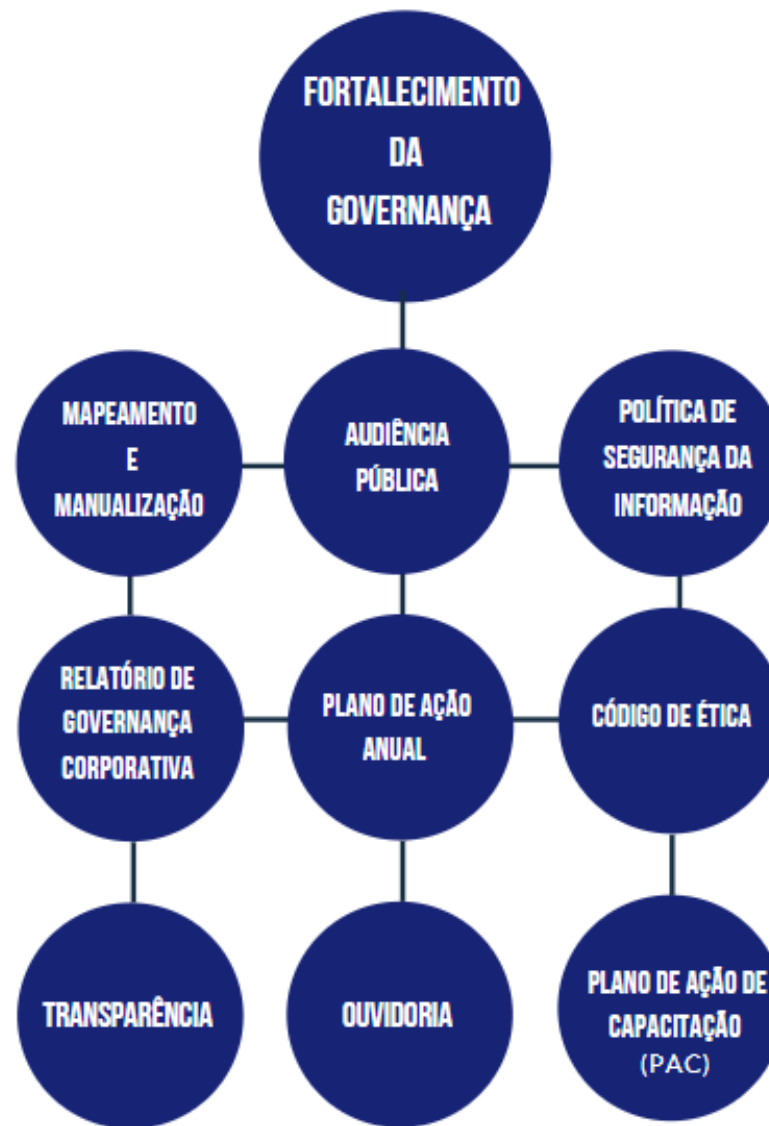 FORTALECIMENTO
DA
GOVERNANÇA
MAPEAMENTO
E
MANUALIZAÇÃO
AUDIÊNCIA
PÚBLICA
POLÍTICA DE
SEGURANÇA DA
INFORMAÇÃO
RELATÓRIO DE
GOVERNANÇA
CORPORATIVA
PLANO DE AÇÃO
ANUAL
CÓDIGO DE ÉTICA
TRANSPARÊNCIA
OUVIDORIA
PLANO DE AÇÃO DE
CAPACITAÇÃO
(PAC)